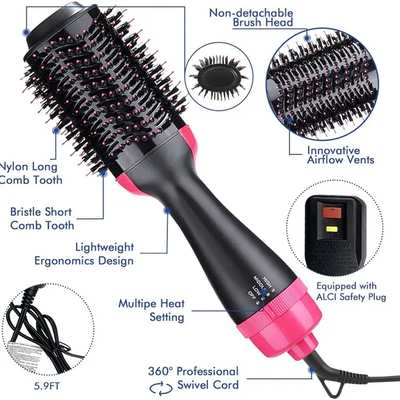 Non-detachable
Brush Head
Innovative
Airflow Vents
Nylon Long
Comb Tooth
Bristle Short
Comb Tooth
Lightweight
Ergonomics Design
Multipe Heat
Setting
Equipped with
ALCI Safety Plug
5.9FT
360° Professional
Swivel Cord